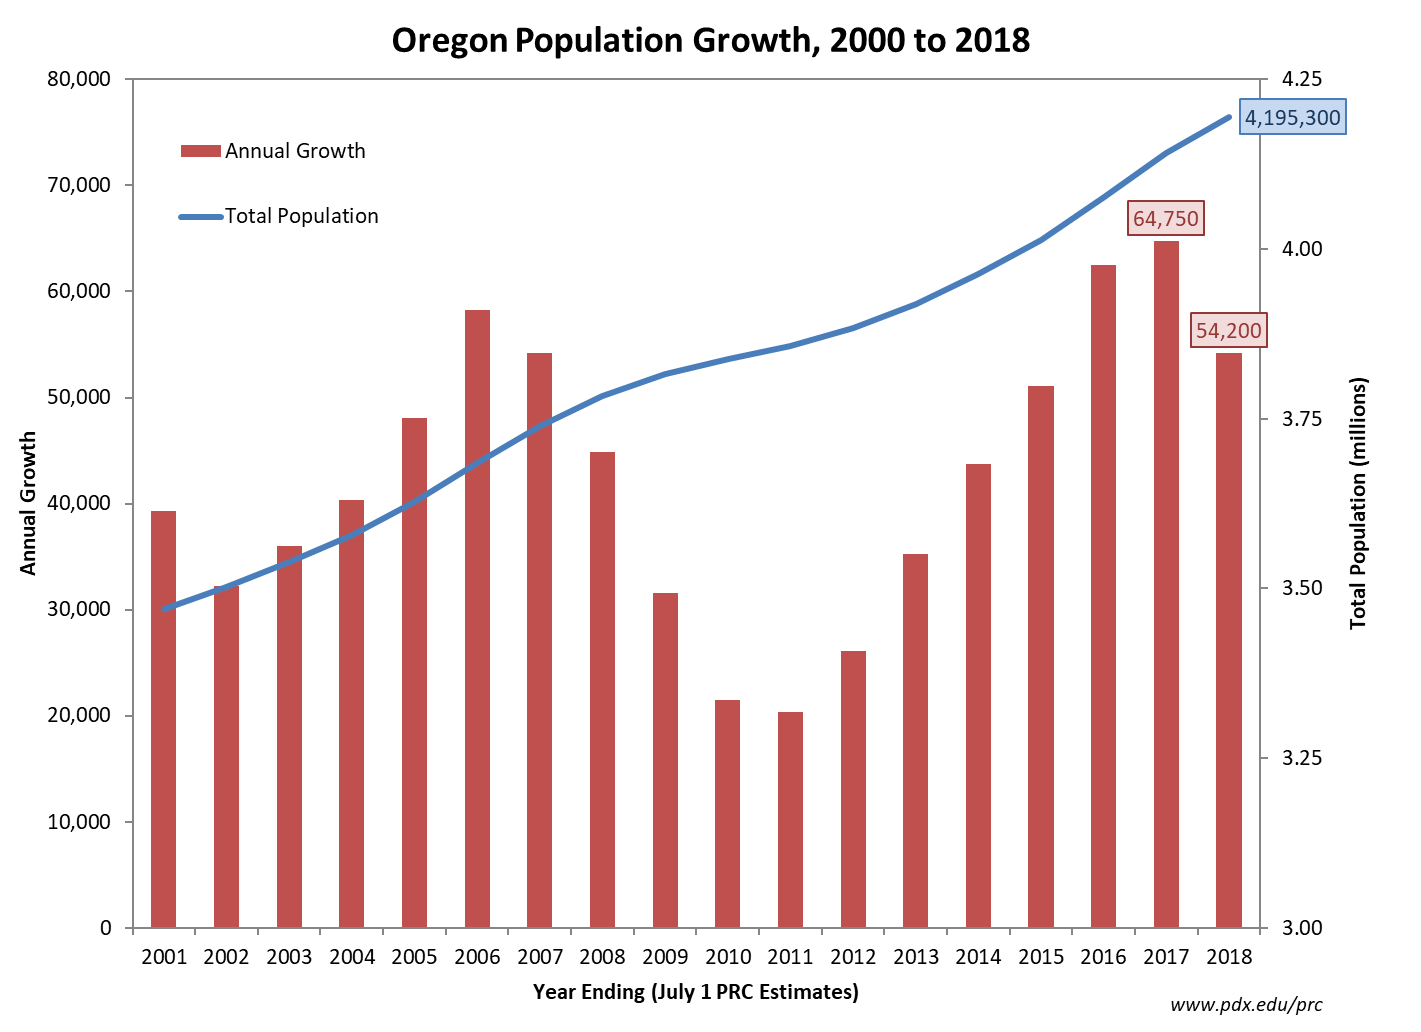 Oregon Population Growth, 2000 to 2018
80,000
70,000
60,000
50,000
40,000
30,000
20,000
10,000
0
Annual Growth
Annual Growth
Total Population
4,195,300
64,750
54,200
4.25
4.00
3.75
3.50
3.25
3.00
Total Population (millions)
2001 2002 2003 2004 2005 2006 2007 2008 2009 2010 2011 2012 2013 2014 2015 2016 2017 2018
Year Ending (July 1 PRC Estimates)
www.pdx.edu/prc